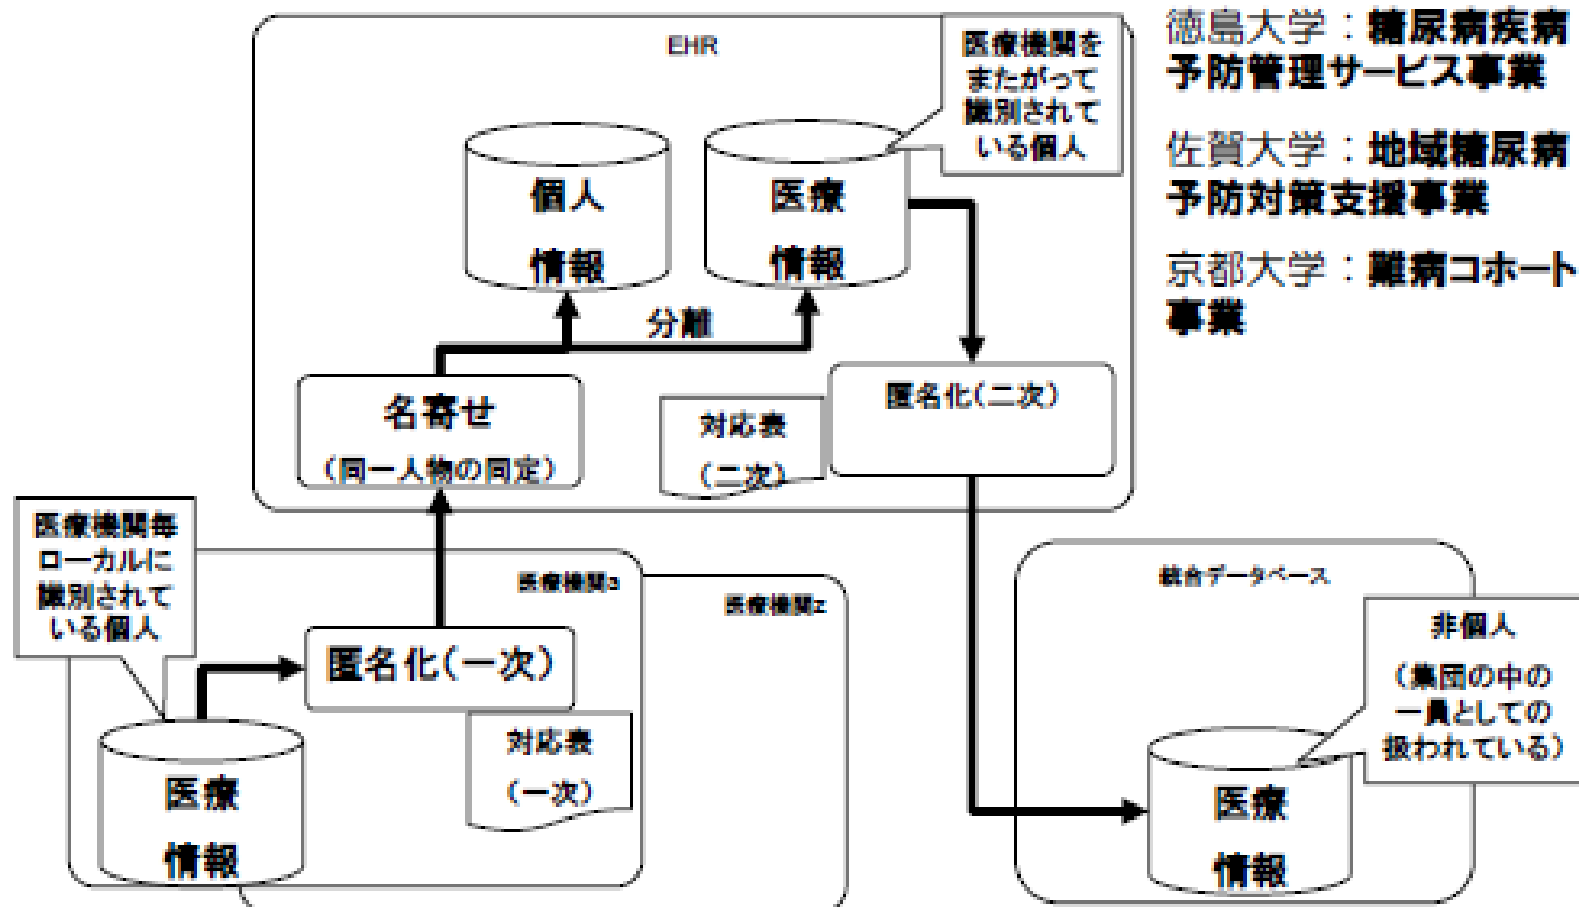 EHR
医療機関を
またがって
識別されて
いる個人
徳島大学：糖尿病疾病
予防管理サービス事業
佐賀大学：地域糖尿病
予防対策支援事業
京都大学：難病コホート
事業
個人
情報
医療
情報
分離
名寄せ
（同一人物の同定）
対応表
（二次）
匿名化（二次）
医療機関毎
ローカルに
識別されて
いる個人
医療機関a
医療機関z
匿名化（一次）
対応表
（一次）
医療
情報
統合データベース
非個人
（集団の中の
一員としての
扱われている）
医療
情報